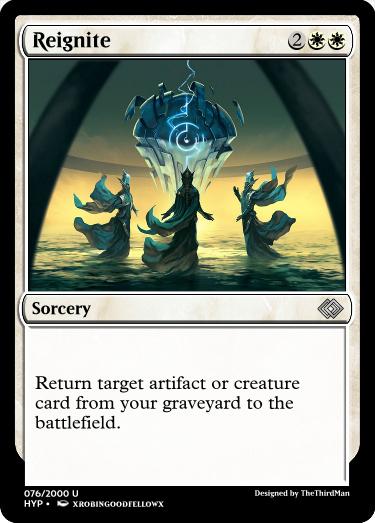 Reignite 2
Sorcery
Return target artifact or creature
card from your graveyard to the
battlefield.
076/2000 U
HYP • XROBINGOODFELLOWX
Designed by TheThirdMan